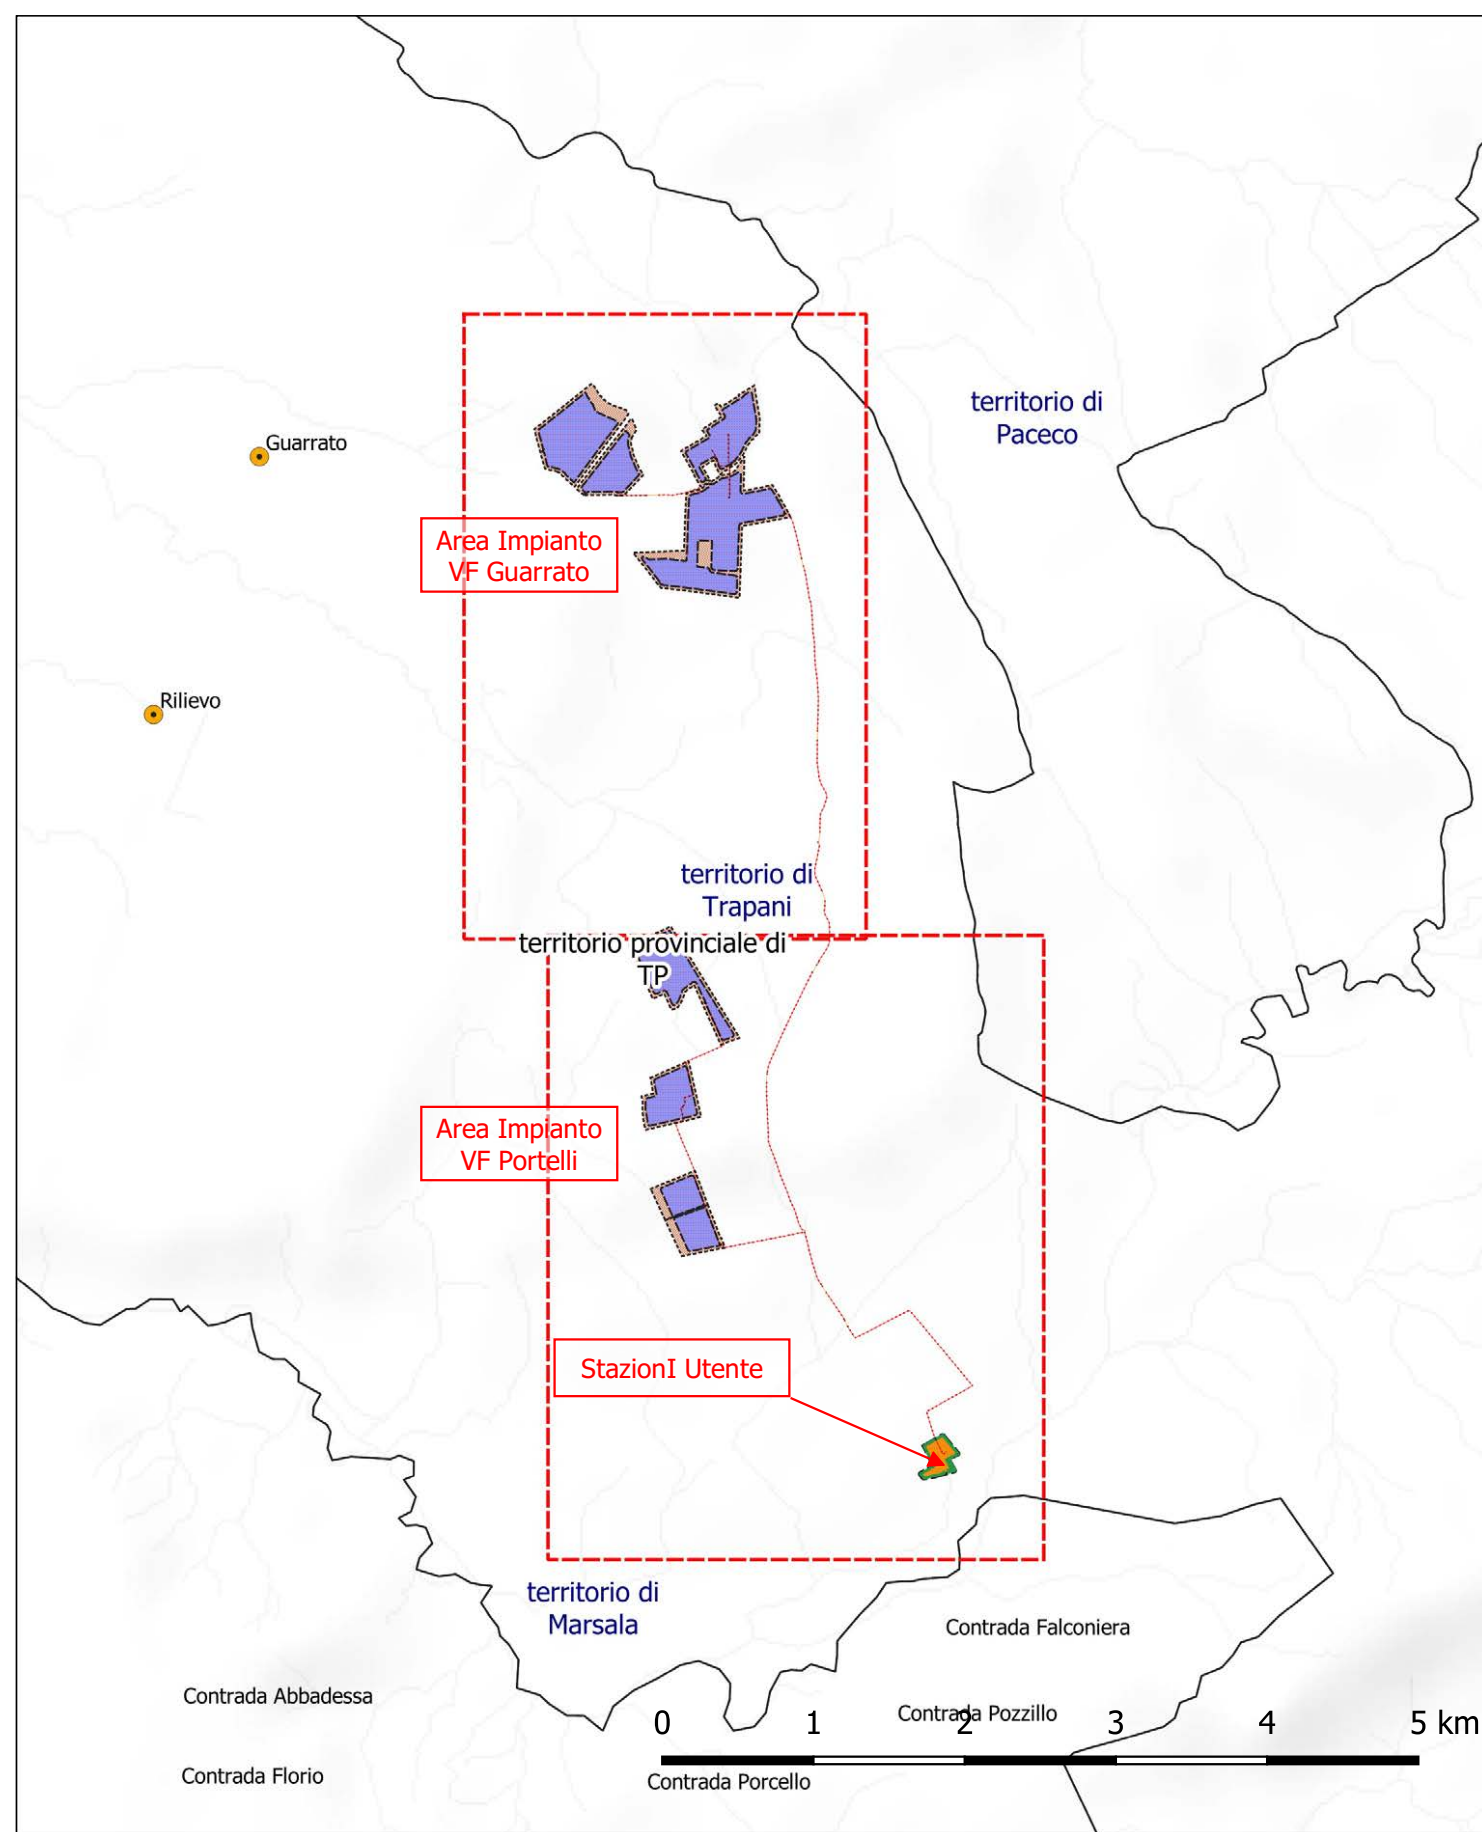 territorio di
Paceco
Guarrato
Area Impianto
VF Guarrato
Rilievo
territorio di
Trapani
territorio provinciale di
TP
Area Impianto
VF Portelli
StazionI Utente
territorio di
Marsala
Contrada Falconiera
Contrada Abbadessa
Contrada Pozzillo
0 1 2 3 4 5 km
Contrada Florio
Contrada Porcello